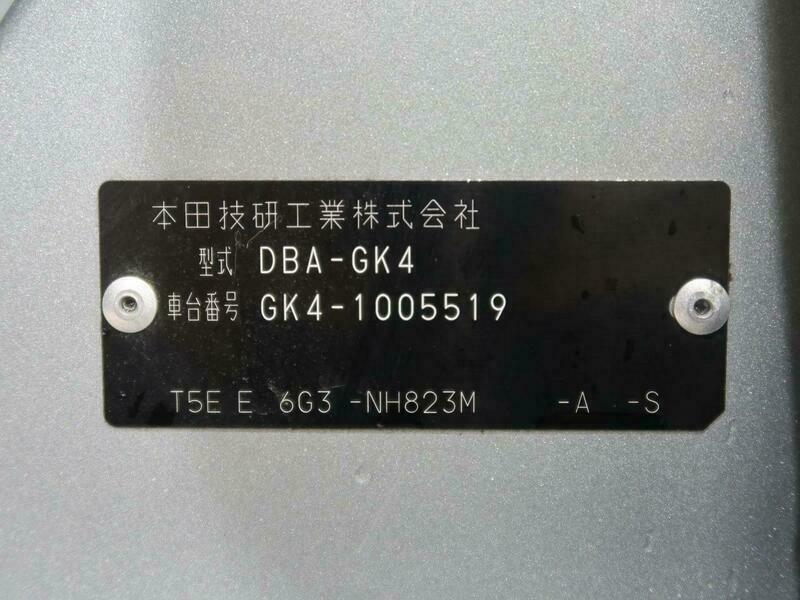 本田技研工業株式会社
型式 DBA-GK4
車台番号 GK4-1005519
T5E E 6G3 -NH823M -A -S